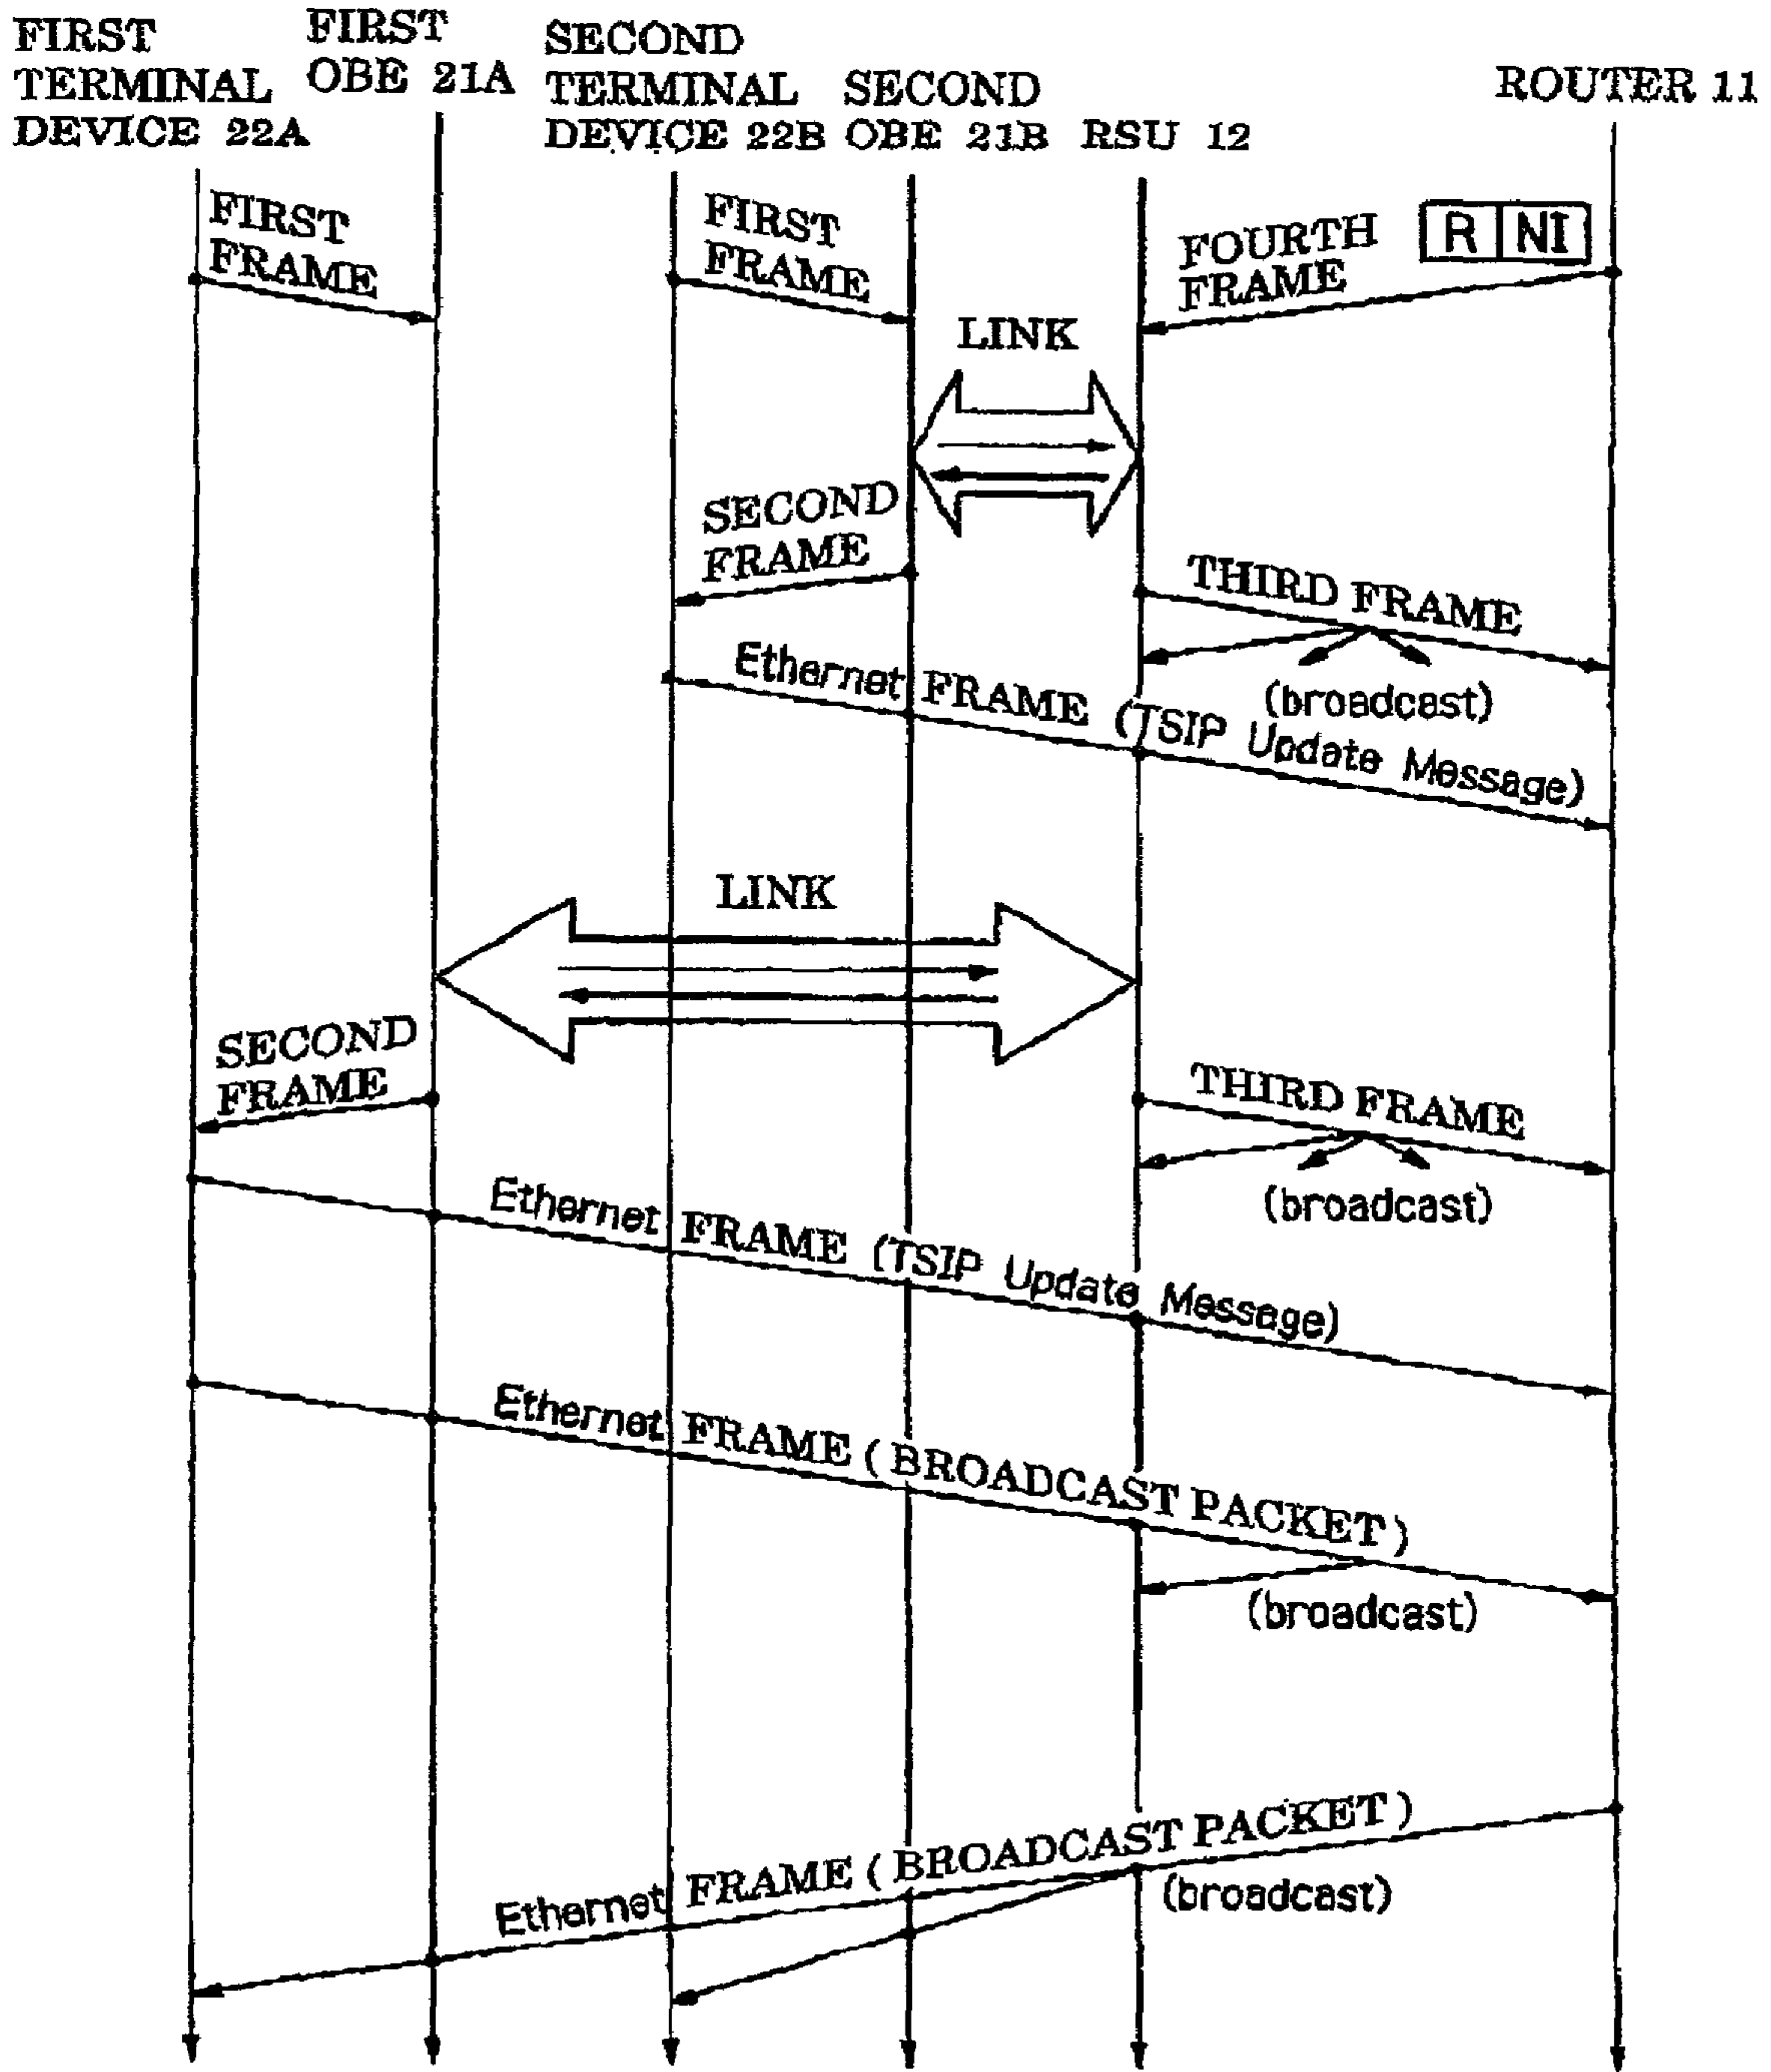 FIRST
TERMINAL
DEVICE 22A
FIRST
OBE 21A
SECOND
TERMINAL
DEVICE 22B
SECOND
OBE 21B
RSU 12
ROUTER 11
FIRST
FRAME
FIRST
FRAME
FOURTH
FRAME
R NI
LINK
SECOND
FRAME
THIRD FRAME
(broadcast)
Ethernet FRAME (TSIP Update Message)
LINK
SECOND
FRAME
THIRD FRAME
(broadcast)
Ethernet FRAME (TSIP Update Message)
Ethernet FRAME (BROADCAST PACKET)
(broadcast)
Ethernet FRAME (BROADCAST PACKET)
(broadcast)